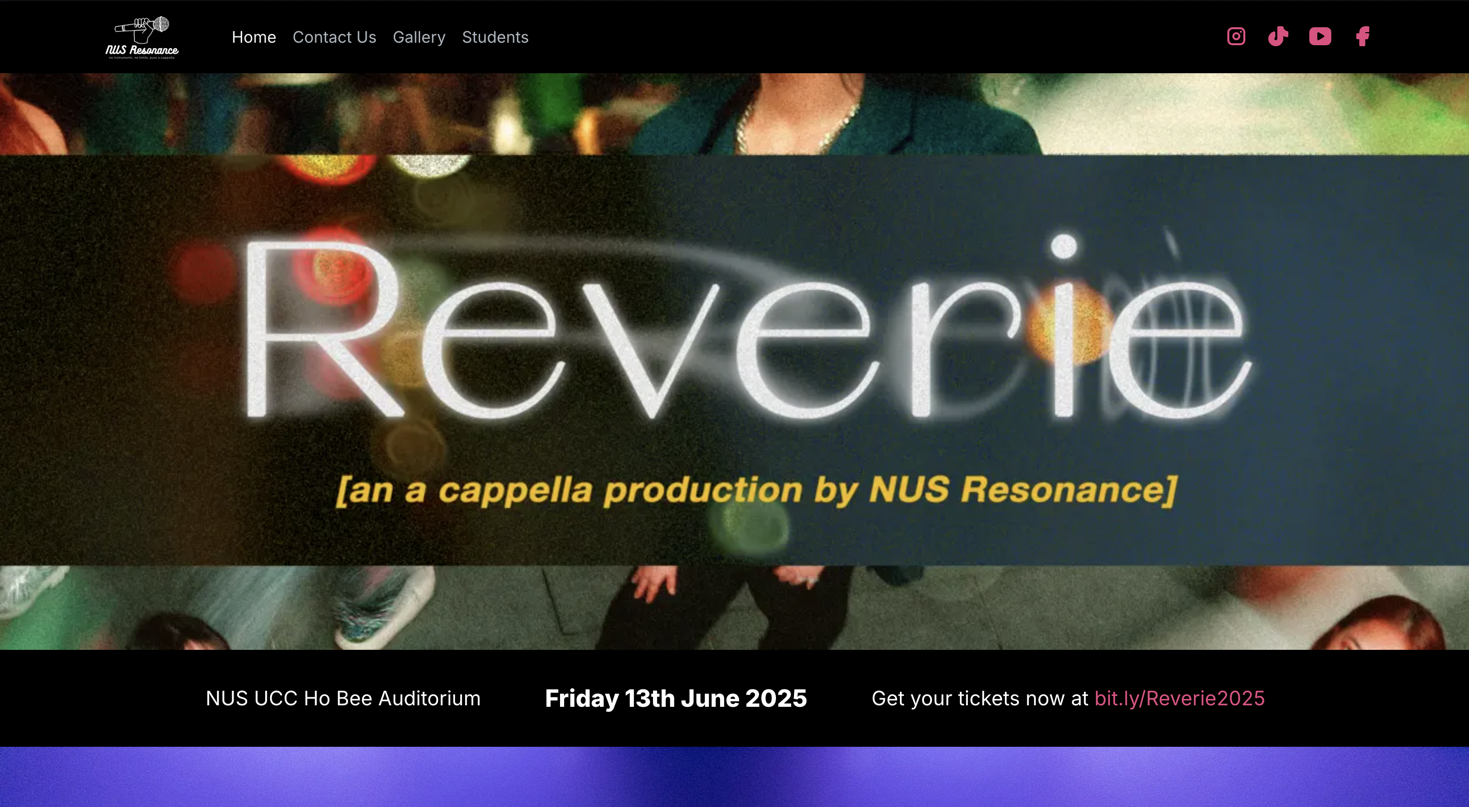 NUS Resonance
Home
Contact Us
Gallery
Students
Reverie
[an a cappella production by NUS Resonance]
NUS UCC Ho Bee Auditorium
Friday 13th June 2025
Get your tickets now at bit.ly/Reverie2025